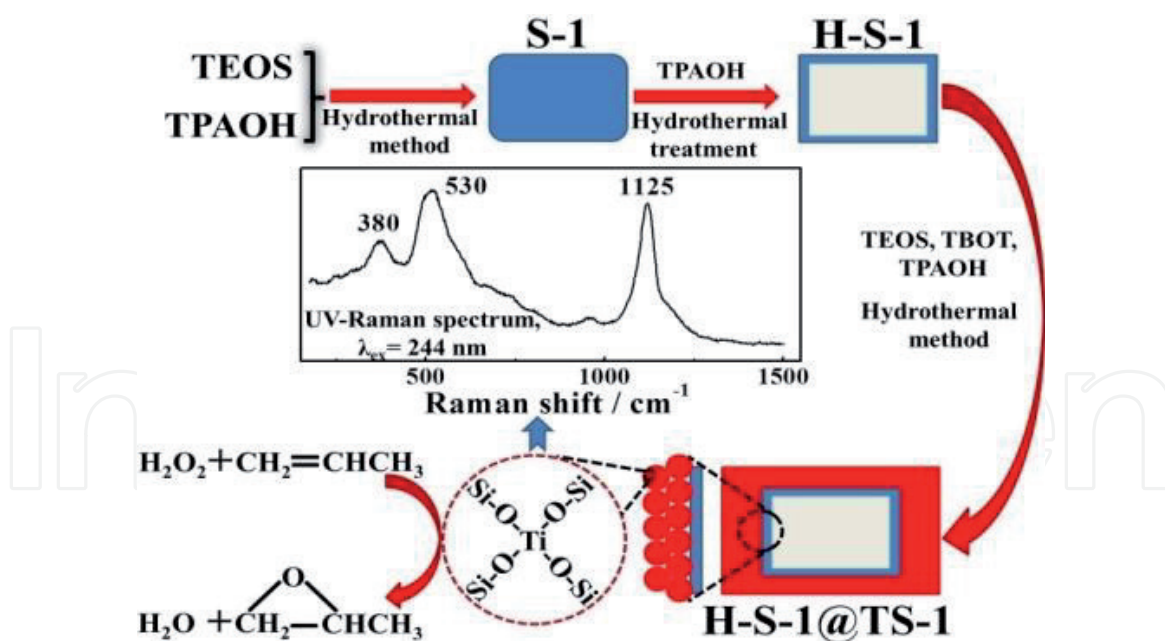 S-1
H-S-1
TEOS
TPAOH
Hydrothermal
method
TPAOH
Hydrothermal
treatment
380
530
1125
UV-Raman spectrum,
λex= 244 nm
500
1000
1500
Raman shift / cm-1
TEOS, TBOT,
TPAOH
Hydrothermal
method
H2O2+CH2=CHCH3
Si-O
O-Si
Ti
Si-O
O-Si
O
H2O +CH2-CHCH3
H-S-1@TS-1